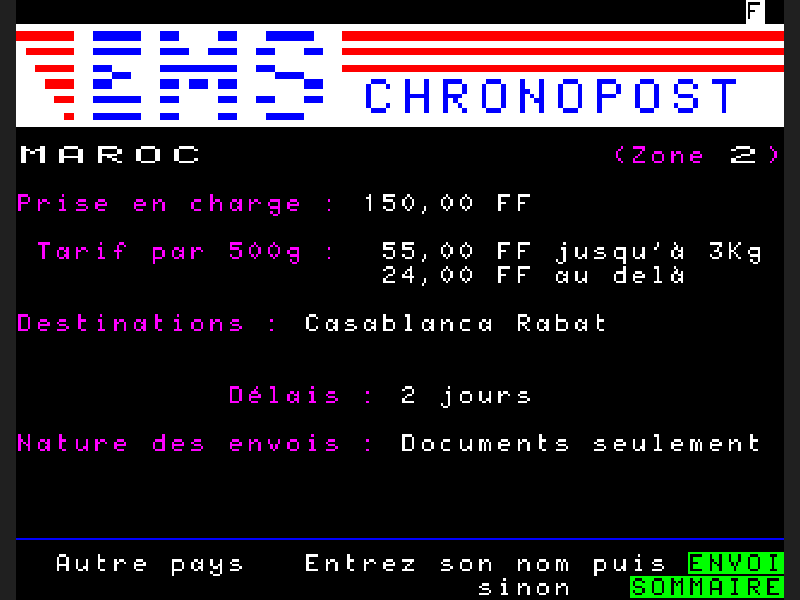 F
EMS
CHRONOPOST
MAROC (Zone 2)
Prise en charge : 150,00 FF
Tarif par 500g : 55,00 FF jusqu'à 3Kg
24,00 FF au delà
Destinations : Casablanca Rabat
Délais : 2 jours
Nature des envois : Documents seulement
Autre pays Entrez son nom puis ENVOI
sinon SOMMAIRE